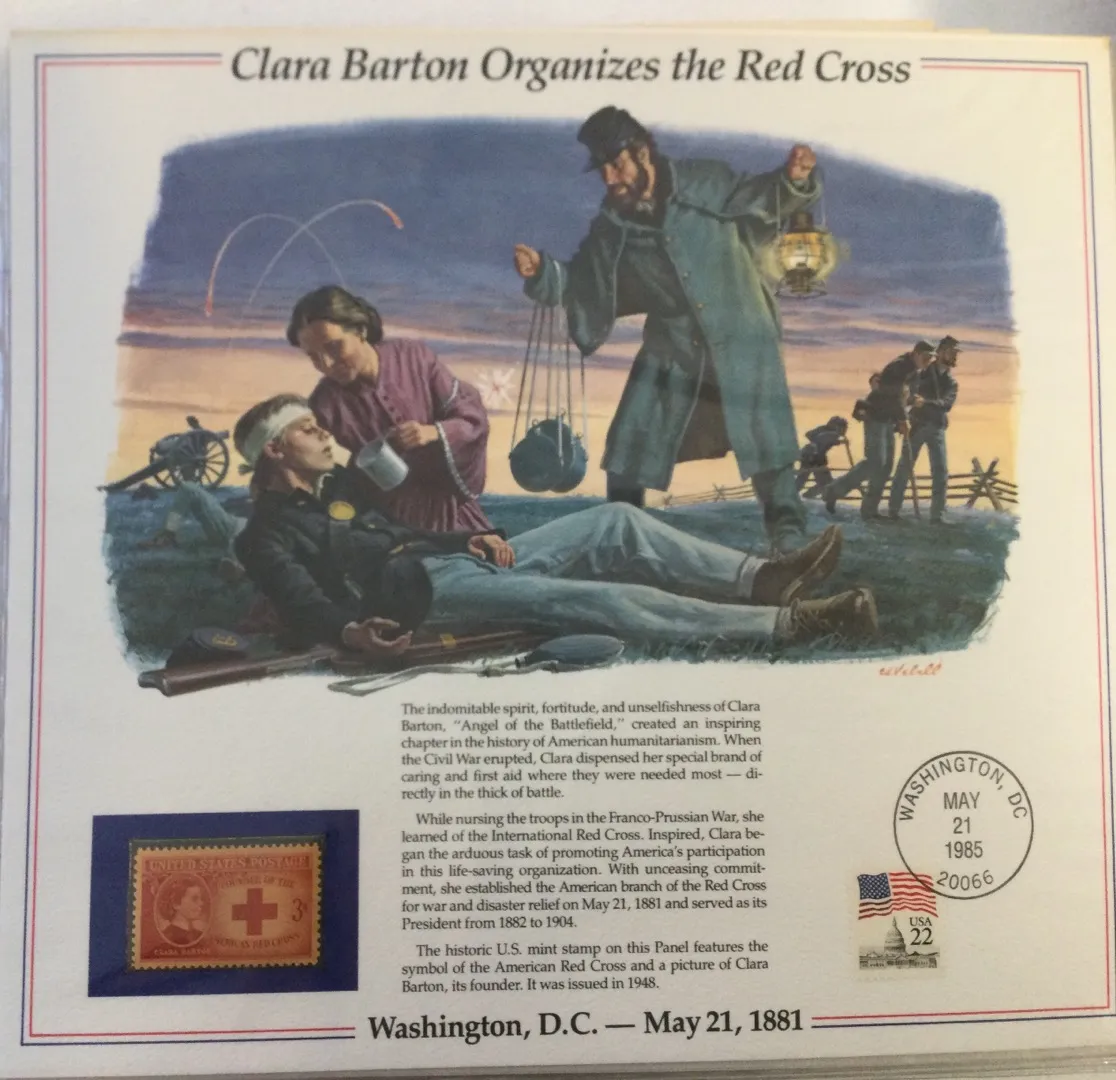 Clara Barton Organizes the Red Cross
The indomitable spirit, fortitude, and unselfishness of Clara
Barton, "Angel of the Battlefield," created an inspiring
chapter in the history of American humanitarianism. When
the Civil War erupted, Clara dispensed her special brand of
caring and first aid where they were needed most — di-
rectly in the thick of battle.
While nursing the troops in the Franco-Prussian War, she
learned of the International Red Cross. Inspired, Clara be-
gan the arduous task of promoting America's participation
in this life-saving organization. With unceasing commit-
ment, she established the American branch of the Red Cross
for war and disaster relief on May 21, 1881 and served as its
President from 1882 to 1904.
The historic U.S. mint stamp on this Panel features the
symbol of the American Red Cross and a picture of Clara
Barton, its founder. It was issued in 1948.
UNITED STATES POSTAGE
FOUNDER OF THE
3¢
AMERICAN RED CROSS
CLARA BARTON
WASHINGTON, DC
MAY
21
1985
20066
USA
22
Washington, D.C. — May 21, 1881